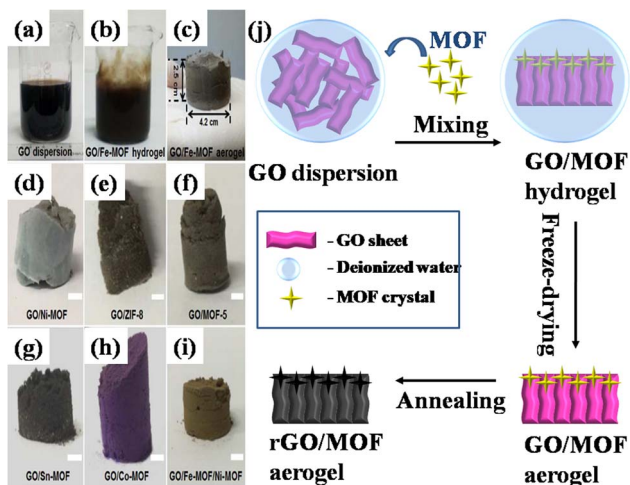 (a)
(b)
(c)
2.5 cm
4.2 cm
GO dispersion
GO/Fe-MOF hydrogel
GO/Fe-MOF aerogel
(d)
(e)
(f)
GO/Ni-MOF
GO/ZIF-8
GO/MOF-5
(g)
(h)
(i)
GO/Sn-MOF
GO/Co-MOF
GO/Fe-MOF/Ni-MOF
(j)
MOF
Mixing
GO dispersion
GO/MOF
hydrogel
- GO sheet
- Deionized water
- MOF crystal
Freeze-drying
Annealing
rGO/MOF
aerogel
GO/MOF
aerogel